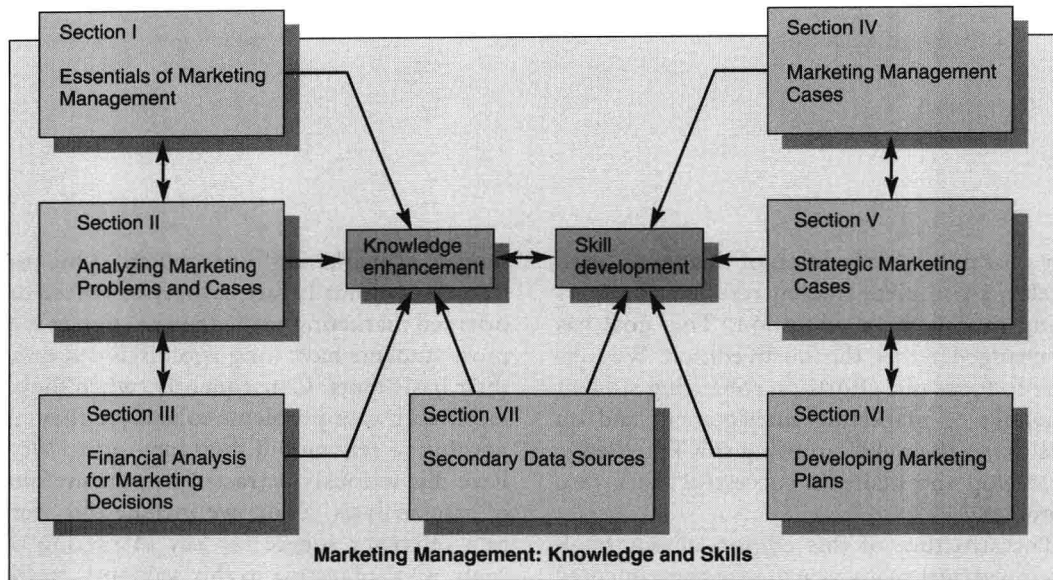 Section I
Essentials of Marketing
Management
Section II
Analyzing Marketing
Problems and Cases
Section III
Financial Analysis
for Marketing
Decisions
Knowledge
enhancement
Skill
development
Section VII
Secondary Data Sources
Section IV
Marketing Management
Cases
Section V
Strategic Marketing
Cases
Section VI
Developing Marketing
Plans
Marketing Management: Knowledge and Skills